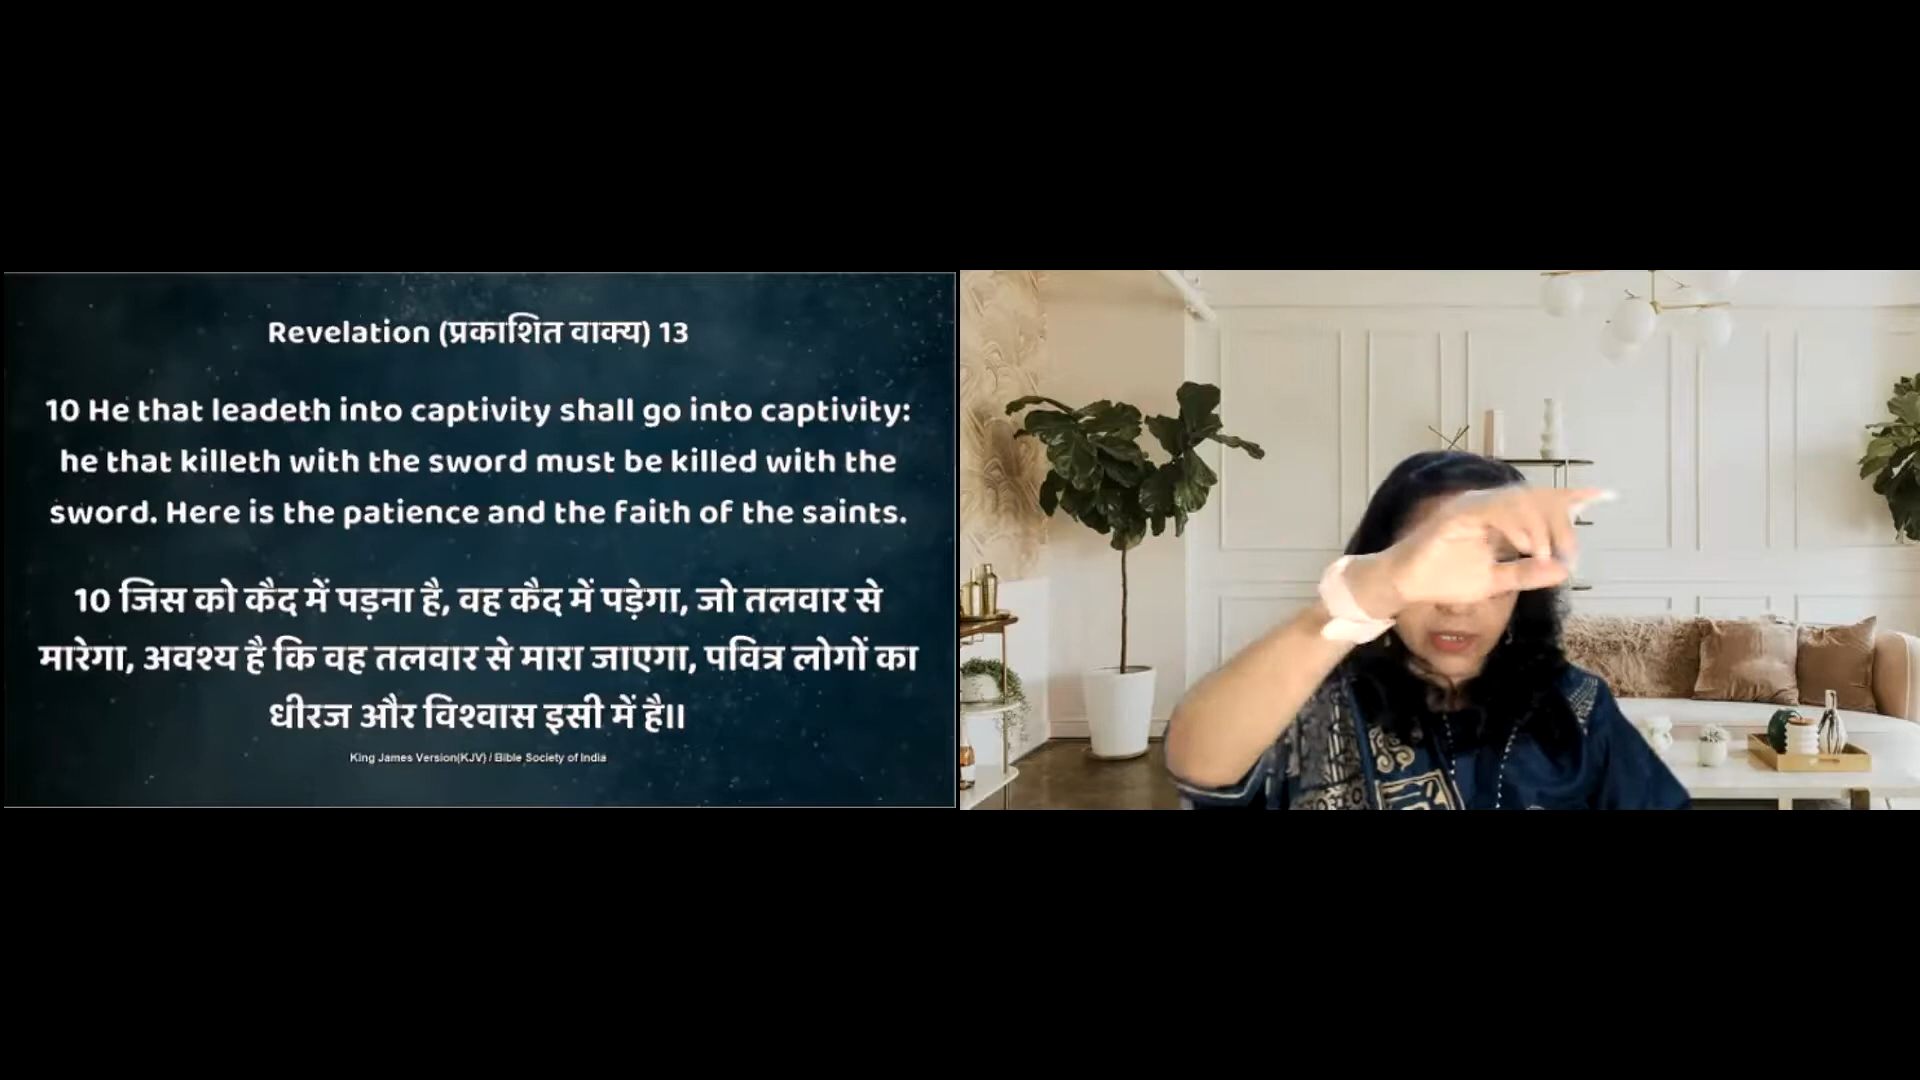 Revelation (प्रकाशित वाक्य) 13
10 He that leadeth into captivity shall go into captivity:
he that killeth with the sword must be killed with the
sword. Here is the patience and the faith of the saints.
10 जिस को कैद में पड़ना है, वह कैद में पड़ेगा, जो तलवार से
मारेगा, अवश्य है कि वह तलवार से मारा जाएगा, पवित्र लोगों का
धीरज और विश्वास इसी में है।।
King James Version(KJV) / Bible Society of India